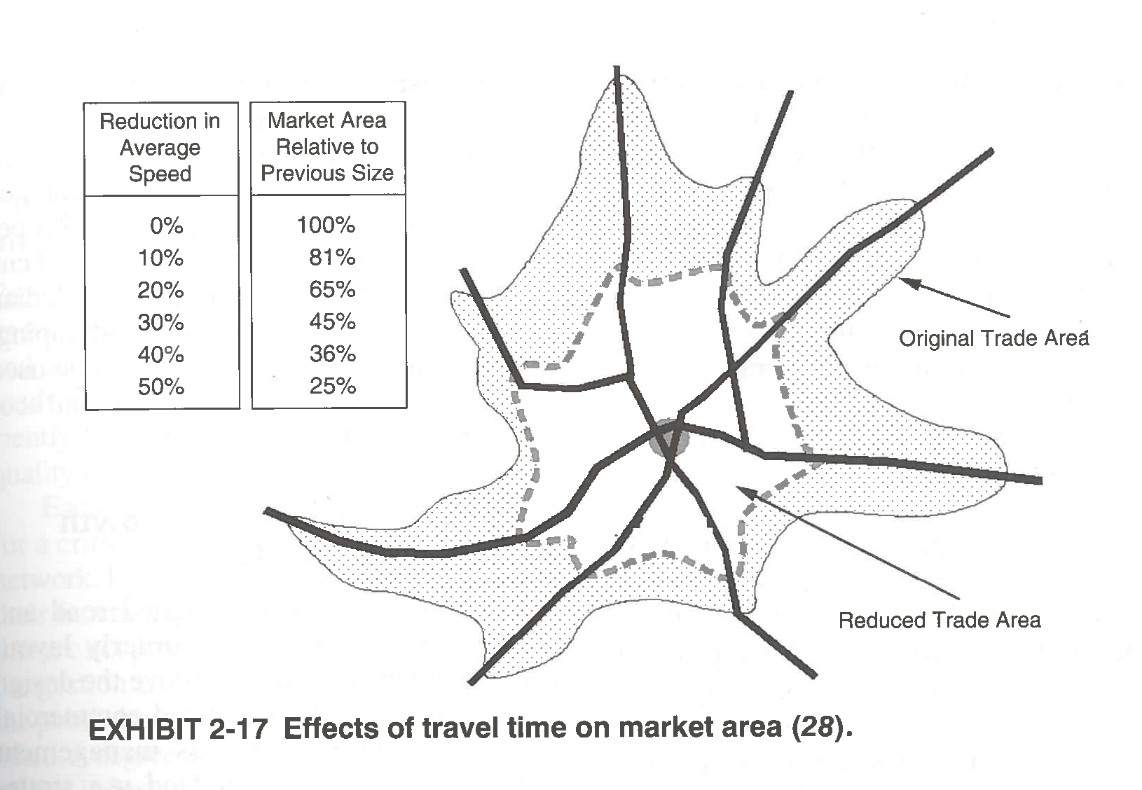 Reduction in
Average
Speed
Market Area
Relative to
Previous Size
0% 100%
10% 81%
20% 65%
30% 45%
40% 36%
50% 25%
Original Trade Area
Reduced Trade Area
EXHIBIT 2-17 Effects of travel time on market area (28).